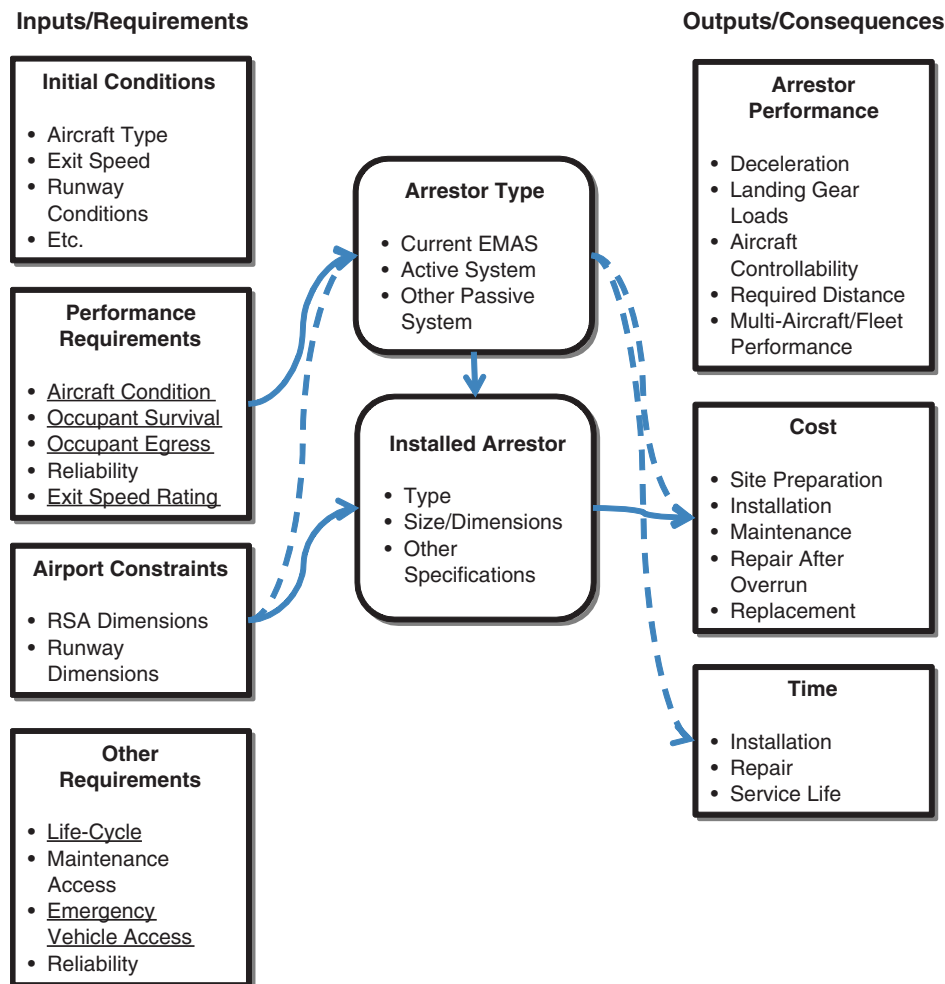 Inputs/Requirements
Initial Conditions
• Aircraft Type
• Exit Speed
• Runway
Conditions
• Etc.
Performance
Requirements
• Aircraft Condition
• Occupant Survival
• Occupant Egress
• Reliability
• Exit Speed Rating
Airport Constraints
• RSA Dimensions
• Runway
Dimensions
Other
Requirements
• Life-Cycle
• Maintenance
Access
• Emergency
Vehicle Access
• Reliability
Arrestor Type
• Current EMAS
• Active System
• Other Passive
System
Installed Arrestor
• Type
• Size/Dimensions
• Other
Specifications
Outputs/Consequences
Arrestor
Performance
• Deceleration
• Landing Gear
Loads
• Aircraft
Controllability
• Required Distance
• Multi-Aircraft/Fleet
Performance
Cost
• Site Preparation
• Installation
• Maintenance
• Repair After
Overrun
• Replacement
Time
• Installation
• Repair
• Service Life